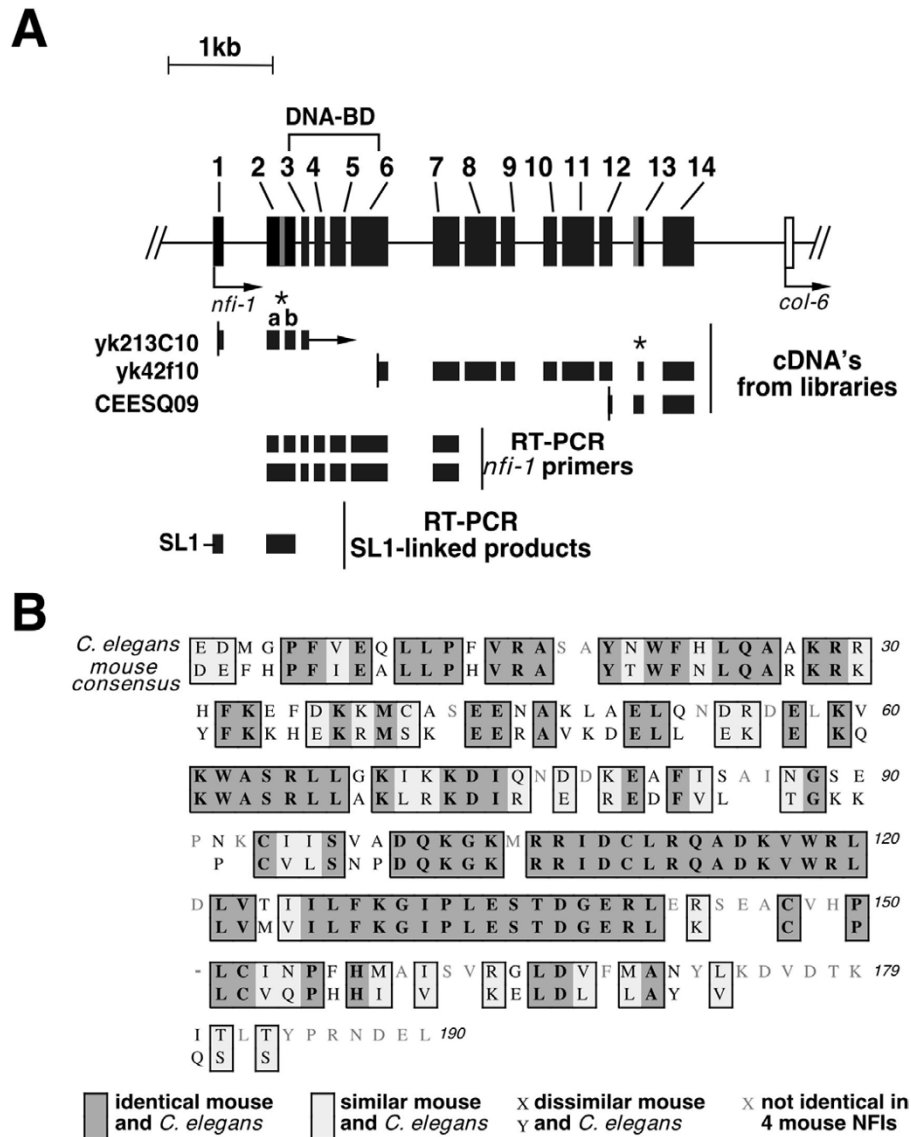 A
1kb
DNA-BD
1 2 3 4 5 6 7 8 9 10 11 12 13 14
// //
nfi-1
col-6
*
a b
yk213C10
*
yk42f10
CEESQ09
cDNA's
from libraries
RT-PCR
nfi-1 primers
RT-PCR
SL1-linked products
SL1
B
C. elegans E D M G P F V E Q L L P F V R A S A Y N W F H L Q A A K R R 30
mouse consensus D E F H P F I E A L L P H V R A Y T W F N L Q A R K R K
H F K E F D K K M C A S E E N A K L A E L Q N D R D E L K V 60
Y F K K H E K R M S K E E R A V K D E L L E K E K Q
K W A S R L L G K I K K D I Q N D D K E A F I S A I N G S E 90
K W A S R L L A K L R K D I R E R E D F V L T G K K
P N K C I I S V A D Q K G K M R R I D C L R Q A D K V W R L 120
P C V L S N P D Q K G K R R I D C L R Q A D K V W R L
D L V T I I L F K G I P L E S T D G E R L E R S E A C V H P 150
L V M V I L F K G I P L E S T D G E R L K C P
- L C I N P F H M A I S V R G L D V F M A N Y L K D V D T K 179
L C V Q P H H I V K E L D L L A Y V
I T L T Y P R N D E L 190
Q S S
identical mouse
and C. elegans
similar mouse
and C. elegans
X dissimilar mouse
Y and C. elegans
X not identical in
4 mouse NFIs